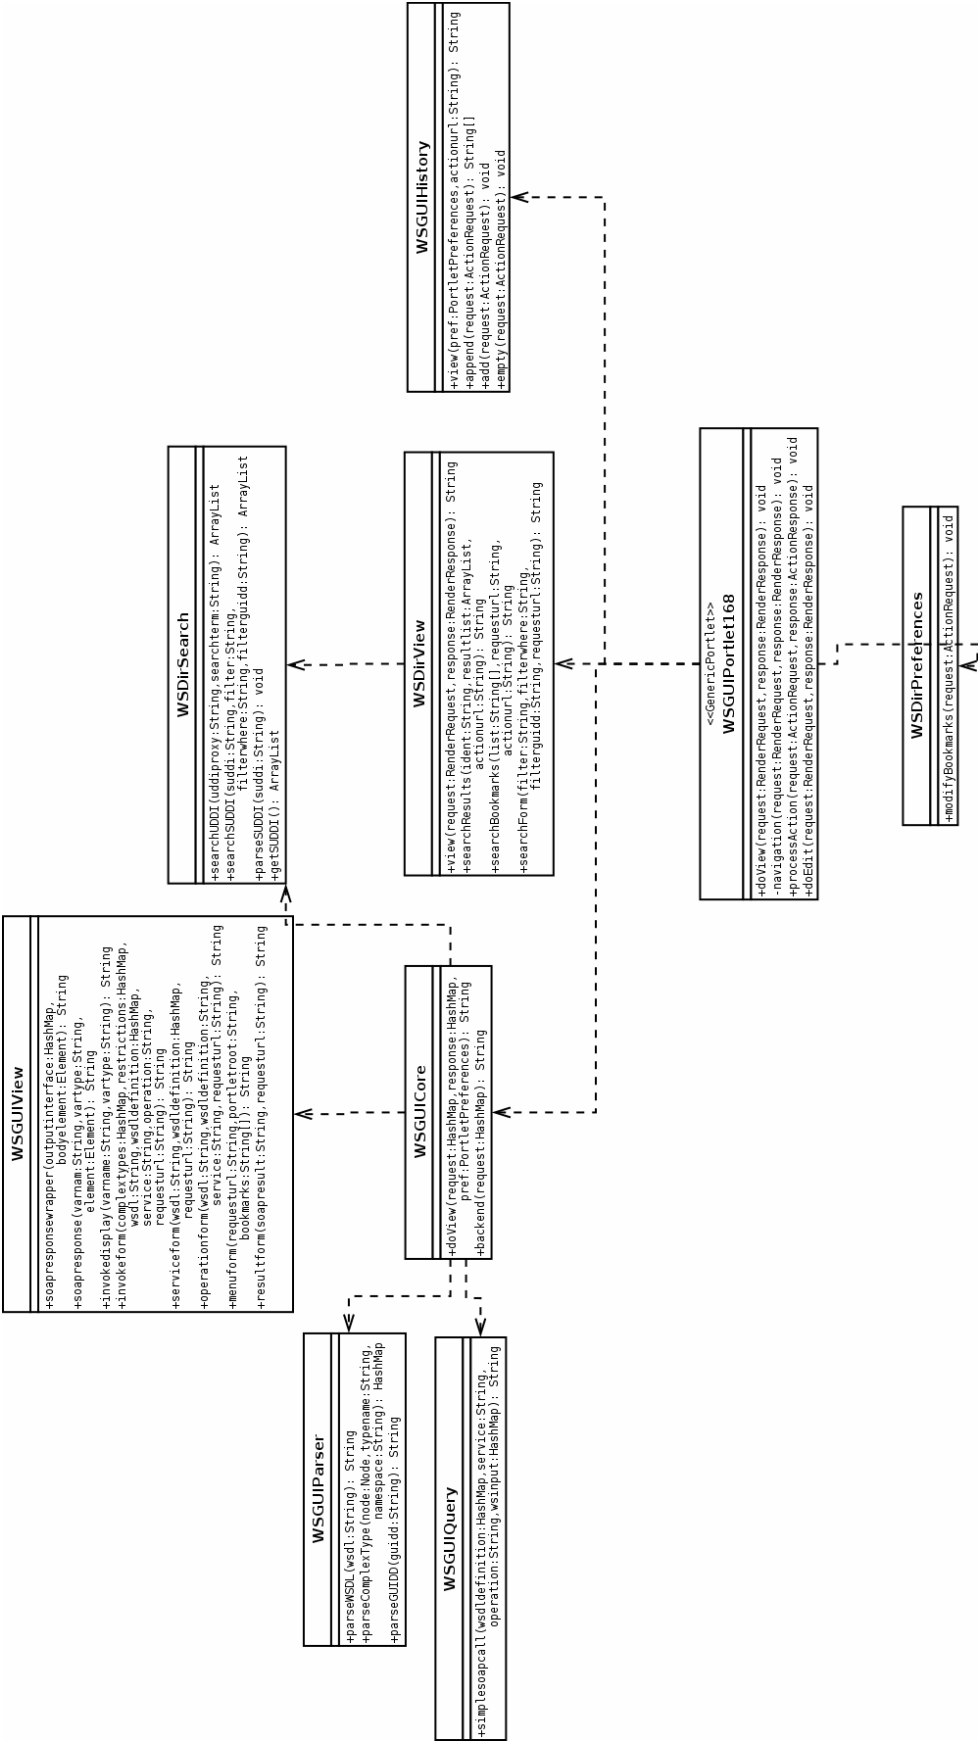 WSGUIView
+soapresponsewrapper(outputinterface:HashMap,
bodyelement:Element): String
+soapresponse(varnam:String,vartype:String,
element:Element): String
+invokedisplay(varname:String,vartype:String): String
+invokeform(complextypes:HashMap,restrictions:HashMap,
wsdl:String,wsdldefinition:HashMap,
service:String,operation:String,
requesturl:String): String
+serviceform(wsdl:String,wsdldefinition:HashMap,
requesturl:String): String
+operationform(wsdl:String,wsdldefinition:String,
service:String,requesturl:String): String
+menuform(requesturl:String,portletroot:String,
bookmarks:String[]): String
+resultform(soapresult:String,requesturl:String): String
WSDirSearch
+searchUDDI(uddiproxy:String,searchterm:String): ArrayList
+searchSUDDI(suddi:String,filter:String,
filterwhere:String,filterguidd:String): ArrayList
+parseSUDDI(suddi:String): void
+getSUDDI(): ArrayList
WSGUIParser
+parseWSDL(wsdl:String): String
+parseComplexType(node:Node,typename:String,
namespace:String): HashMap
+parseGUIDD(guidd:String): String
WSGUICore
+doView(request:HashMap,response:HashMap,
pref:PortletPreferences): String
+backend(request:HashMap): String
WSDirView
+view(request:RenderRequest,response:RenderResponse): String
+searchResults(ident:String,resultlist:ArrayList,
actionurl:String): String
+searchBookmarks(list:String[],requesturl:String,
actionurl:String): String
+searchForm(filter:String,filterwhere:String,
filterguidd:String,requesturl:String): String
WSGUIHistory
+view(pref:PortletPreferences,actionurl:String): String
+append(request:ActionRequest): String[]
+add(request:ActionRequest): void
+empty(request:ActionRequest): void
WSGUIQuery
+simplesoapcall(wsdldefinition:HashMap,service:String,
operation:String,wsinput:HashMap): String
<<GenericPortlet>>
WSGUIPortlet168
+doView(request:RenderRequest,response:RenderResponse): void
-navigation(request:RenderRequest,response:RenderResponse): void
+processAction(request:ActionRequest,response:ActionResponse): void
+doEdit(request:RenderRequest,response:RenderResponse): void
WSDirPreferences
+modifyBookmarks(request:ActionRequest): void